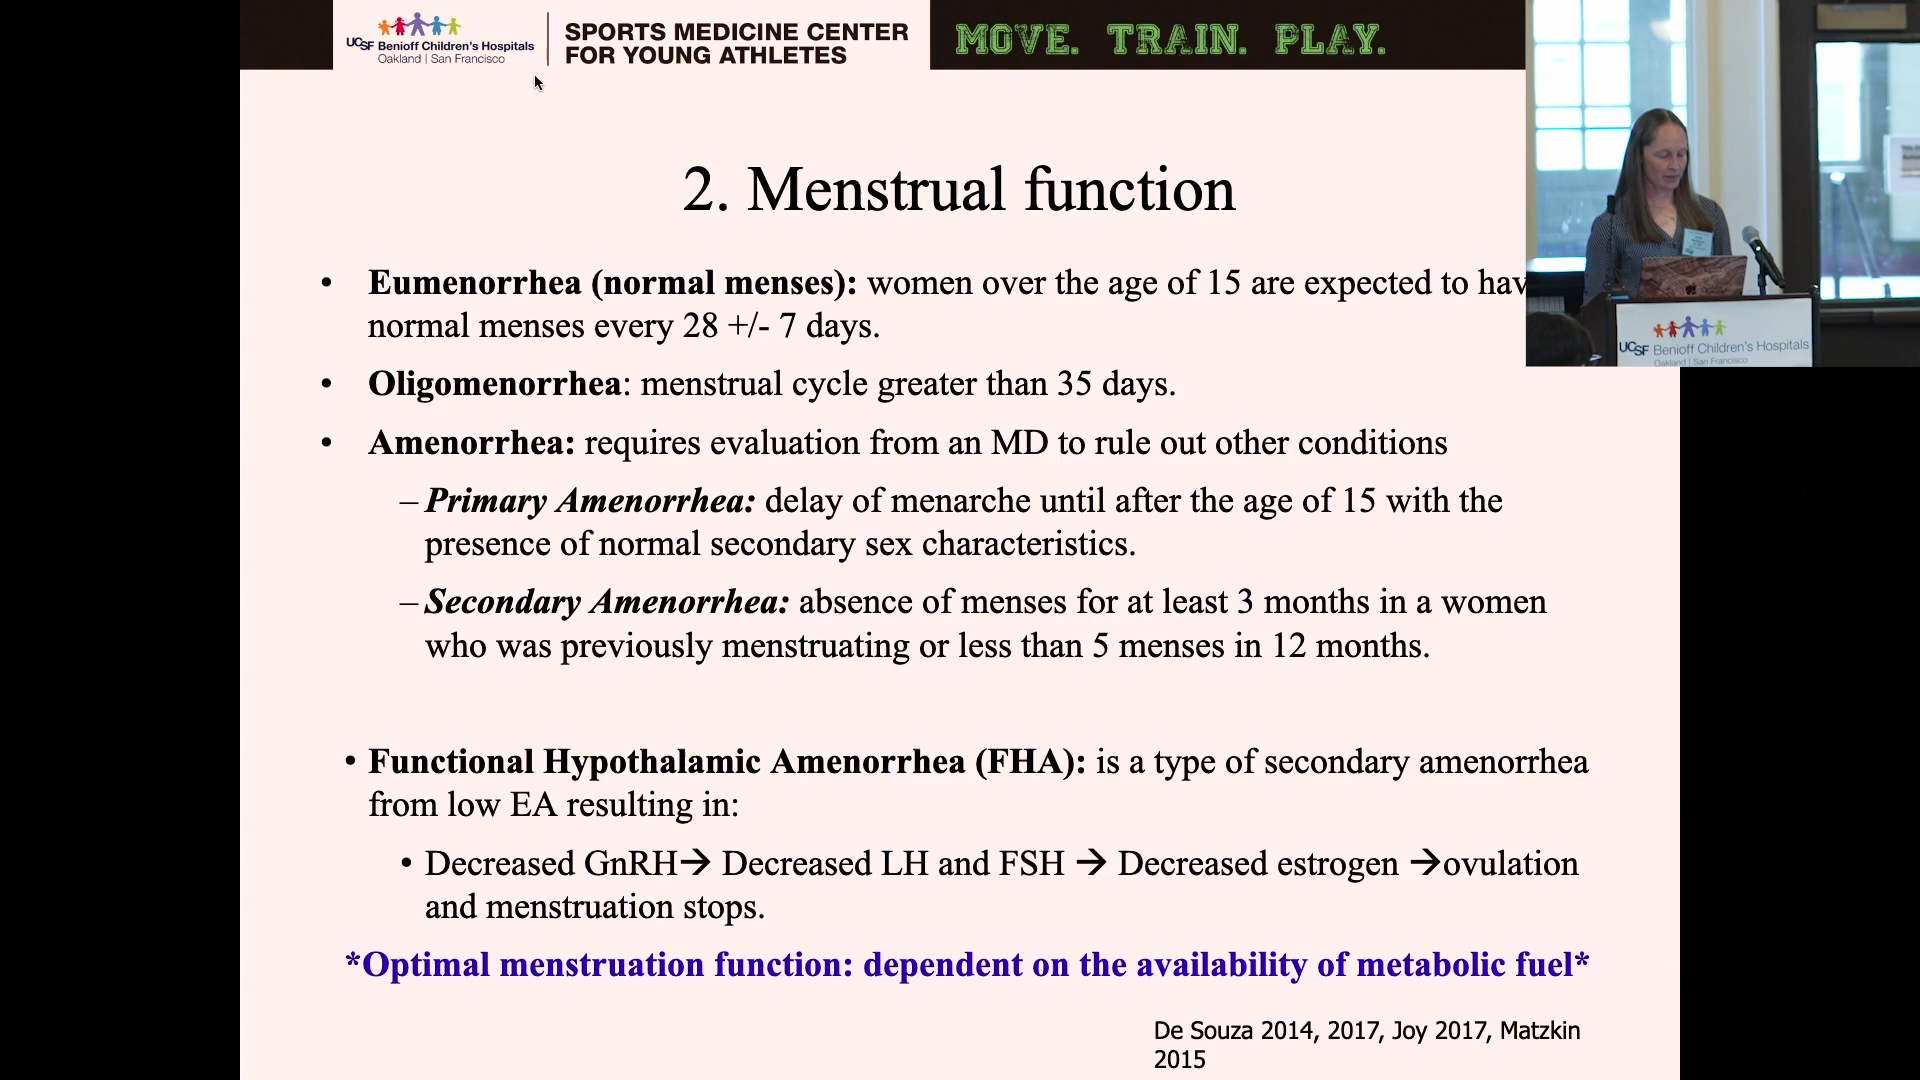 UCSF Benioff Children's Hospitals
Oakland | San Francisco
SPORTS MEDICINE CENTER
FOR YOUNG ATHLETES
MOVE. TRAIN. PLAY.
2. Menstrual function
• Eumenorrhea (normal menses): women over the age of 15 are expected to hav
normal menses every 28 +/- 7 days.
• Oligomenorrhea: menstrual cycle greater than 35 days.
• Amenorrhea: requires evaluation from an MD to rule out other conditions
– Primary Amenorrhea: delay of menarche until after the age of 15 with the
presence of normal secondary sex characteristics.
– Secondary Amenorrhea: absence of menses for at least 3 months in a women
who was previously menstruating or less than 5 menses in 12 months.
• Functional Hypothalamic Amenorrhea (FHA): is a type of secondary amenorrhea
from low EA resulting in:
• Decreased GnRH→ Decreased LH and FSH → Decreased estrogen →ovulation
and menstruation stops.
*Optimal menstruation function: dependent on the availability of metabolic fuel*
De Souza 2014, 2017, Joy 2017, Matzkin
2015
UCSF Benioff Children's Hospitals
Oakland | San Francisco